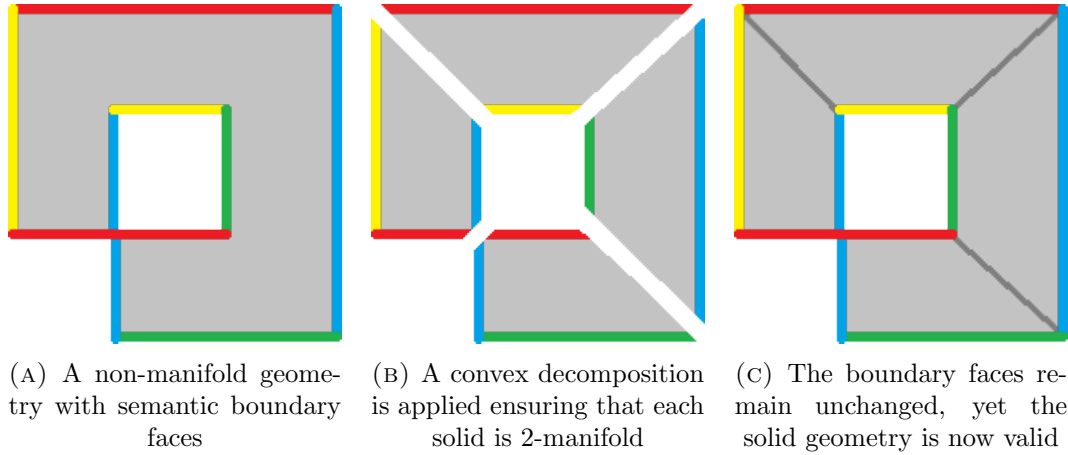 (A) A non-manifold geome-
try with semantic boundary
faces
(B) A convex decomposition
is applied ensuring that each
solid is 2-manifold
(C) The boundary faces re-
main unchanged, yet the
solid geometry is now valid